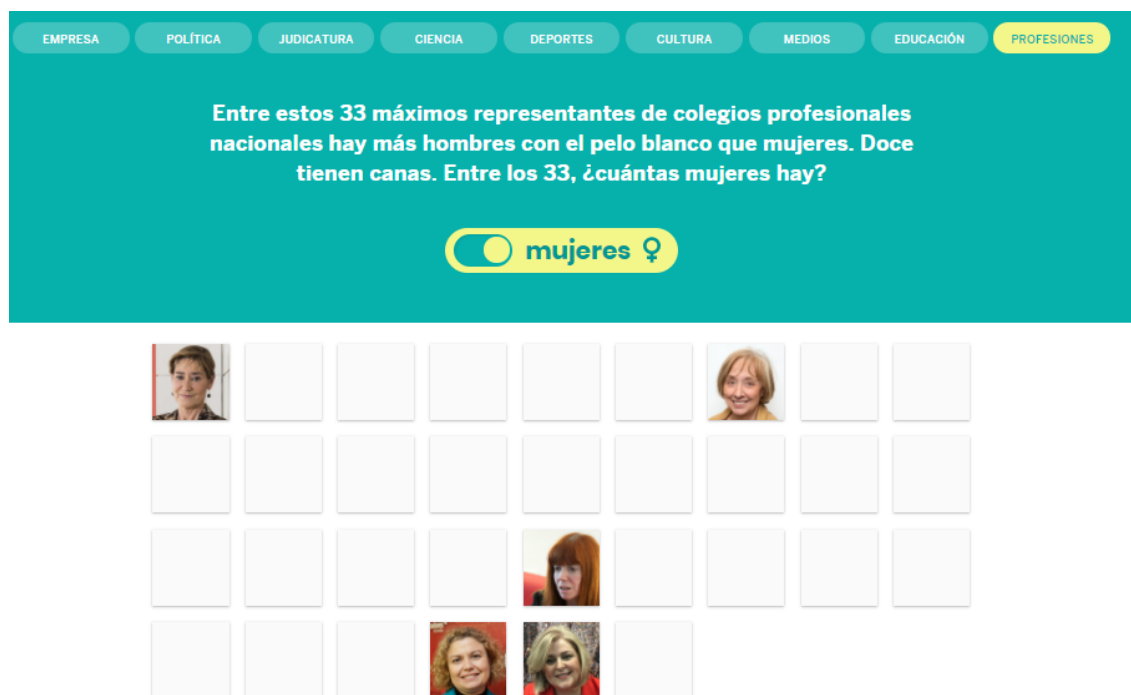 EMPRESA POLÍTICA JUDICATURA CIENCIA DEPORTES CULTURA MEDIOS EDUCACIÓN PROFESIONES
Entre estos 33 máximos representantes de colegios profesionales
nacionales hay más hombres con el pelo blanco que mujeres. Doce
tienen canas. Entre los 33, ¿cuántas mujeres hay?
mujeres ♀